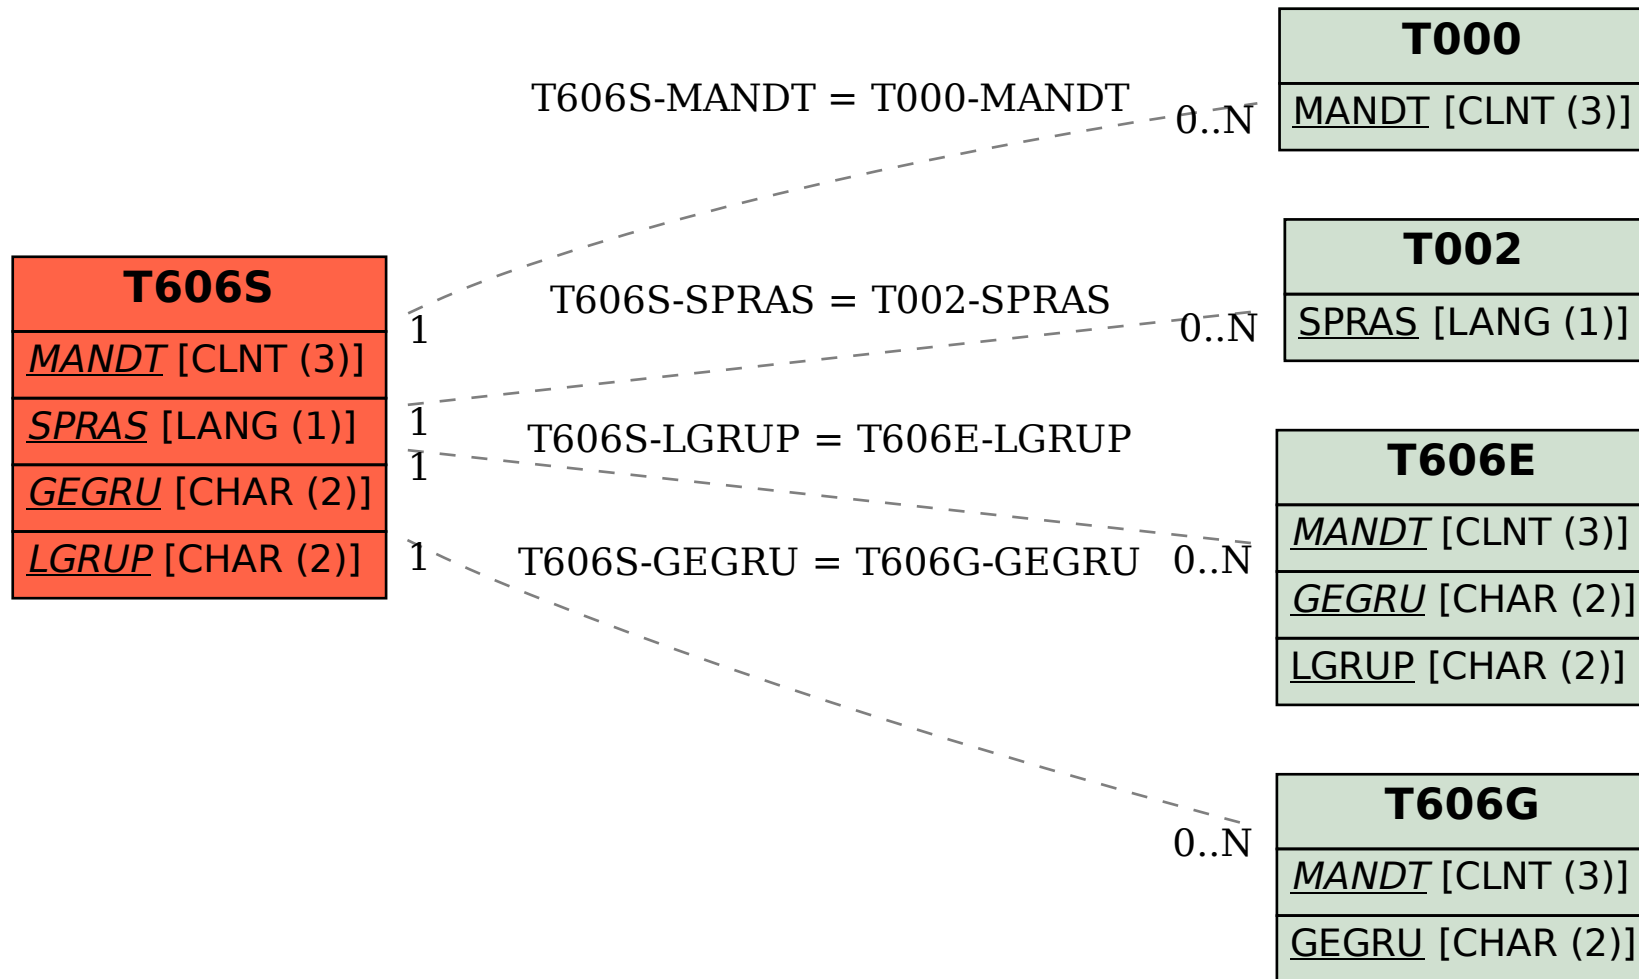 T606S
MANDT [CLNT (3)]
SPRAS [LANG (1)]
GEGRU [CHAR (2)]
LGRUP [CHAR (2)]
T606S-MANDT = T000-MANDT
1
0..N
T606S-SPRAS = T002-SPRAS
1
0..N
T606S-LGRUP = T606E-LGRUP
1
0..N
T606S-GEGRU = T606G-GEGRU
1
0..N
T000
MANDT [CLNT (3)]
T002
SPRAS [LANG (1)]
T606E
MANDT [CLNT (3)]
GEGRU [CHAR (2)]
LGRUP [CHAR (2)]
T606G
MANDT [CLNT (3)]
GEGRU [CHAR (2)]